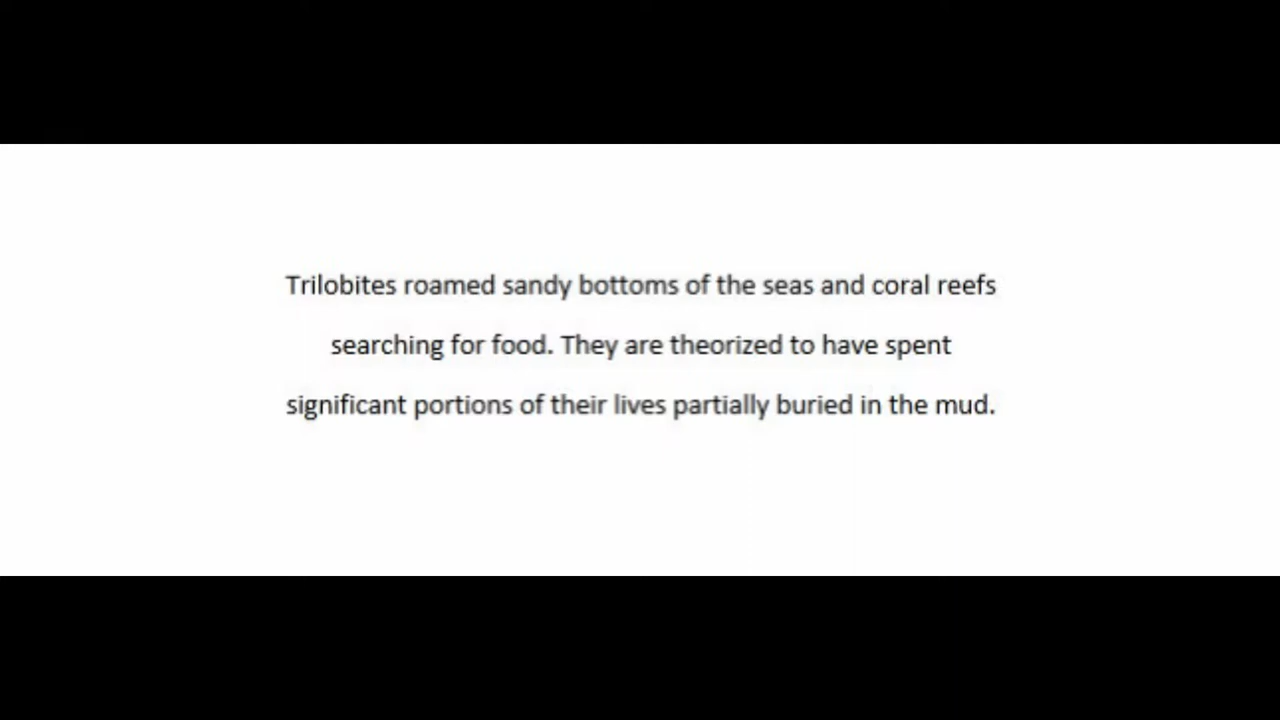 Trilobites roamed sandy bottoms of the seas and coral reefs
searching for food. They are theorized to have spent
significant portions of their lives partially buried in the mud.